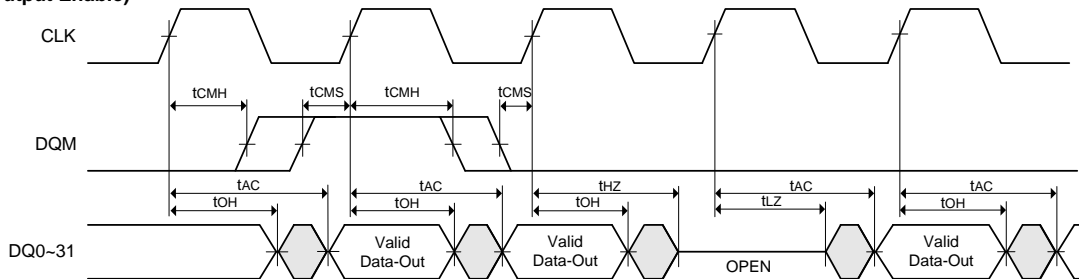 utput Enable)
CLK
tCMH tCMS tCMH tCMS
DQM
tAC tAC tHZ tAC tAC
tOH tOH tOH tLZ tOH
DQ0~31
Valid Data-Out
Valid Data-Out
OPEN
Valid Data-Out